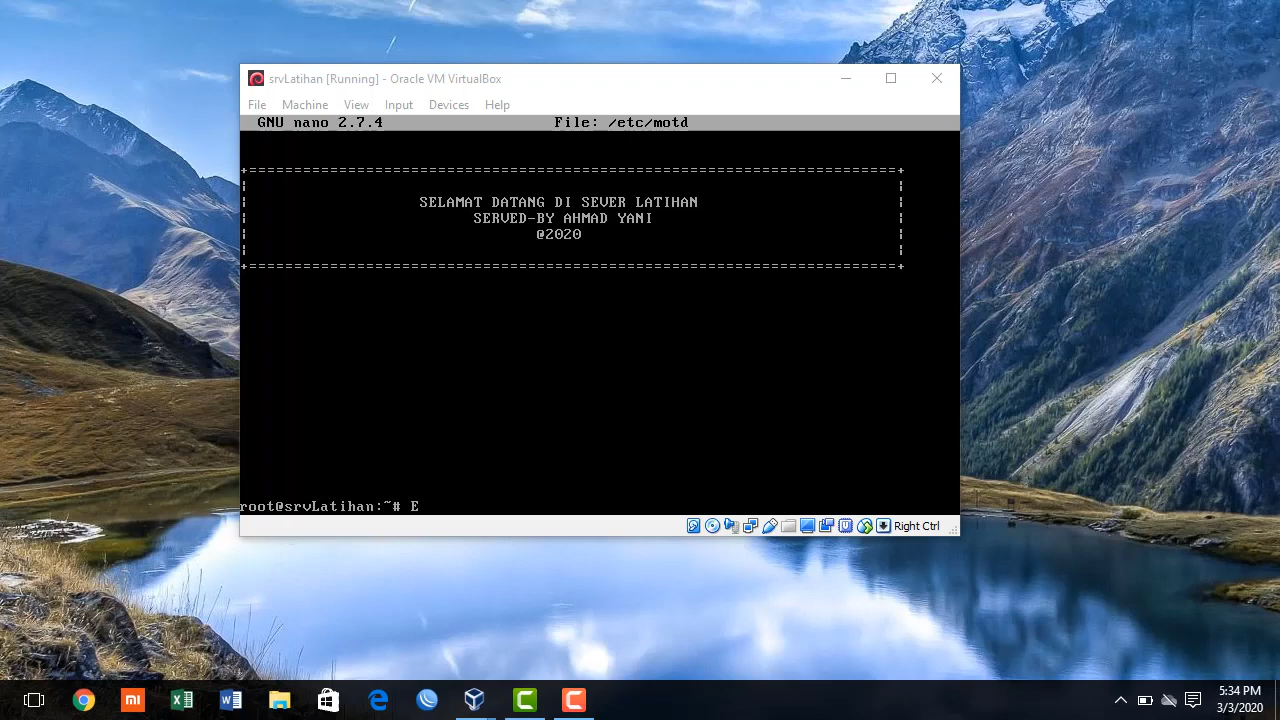 srvLatihan [Running] - Oracle VM VirtualBox
File Machine View Input Devices Help
GNU nano 2.7.4 File: /etc/motd
+=========================================================================+
SELAMAT DATANG DI SEVER LATIHAN
SERVED-BY AHMAD YANI
@2020
+=========================================================================+
root@srvLatihan:~# E
Right Ctrl
mi
5:34 PM
3/3/2020